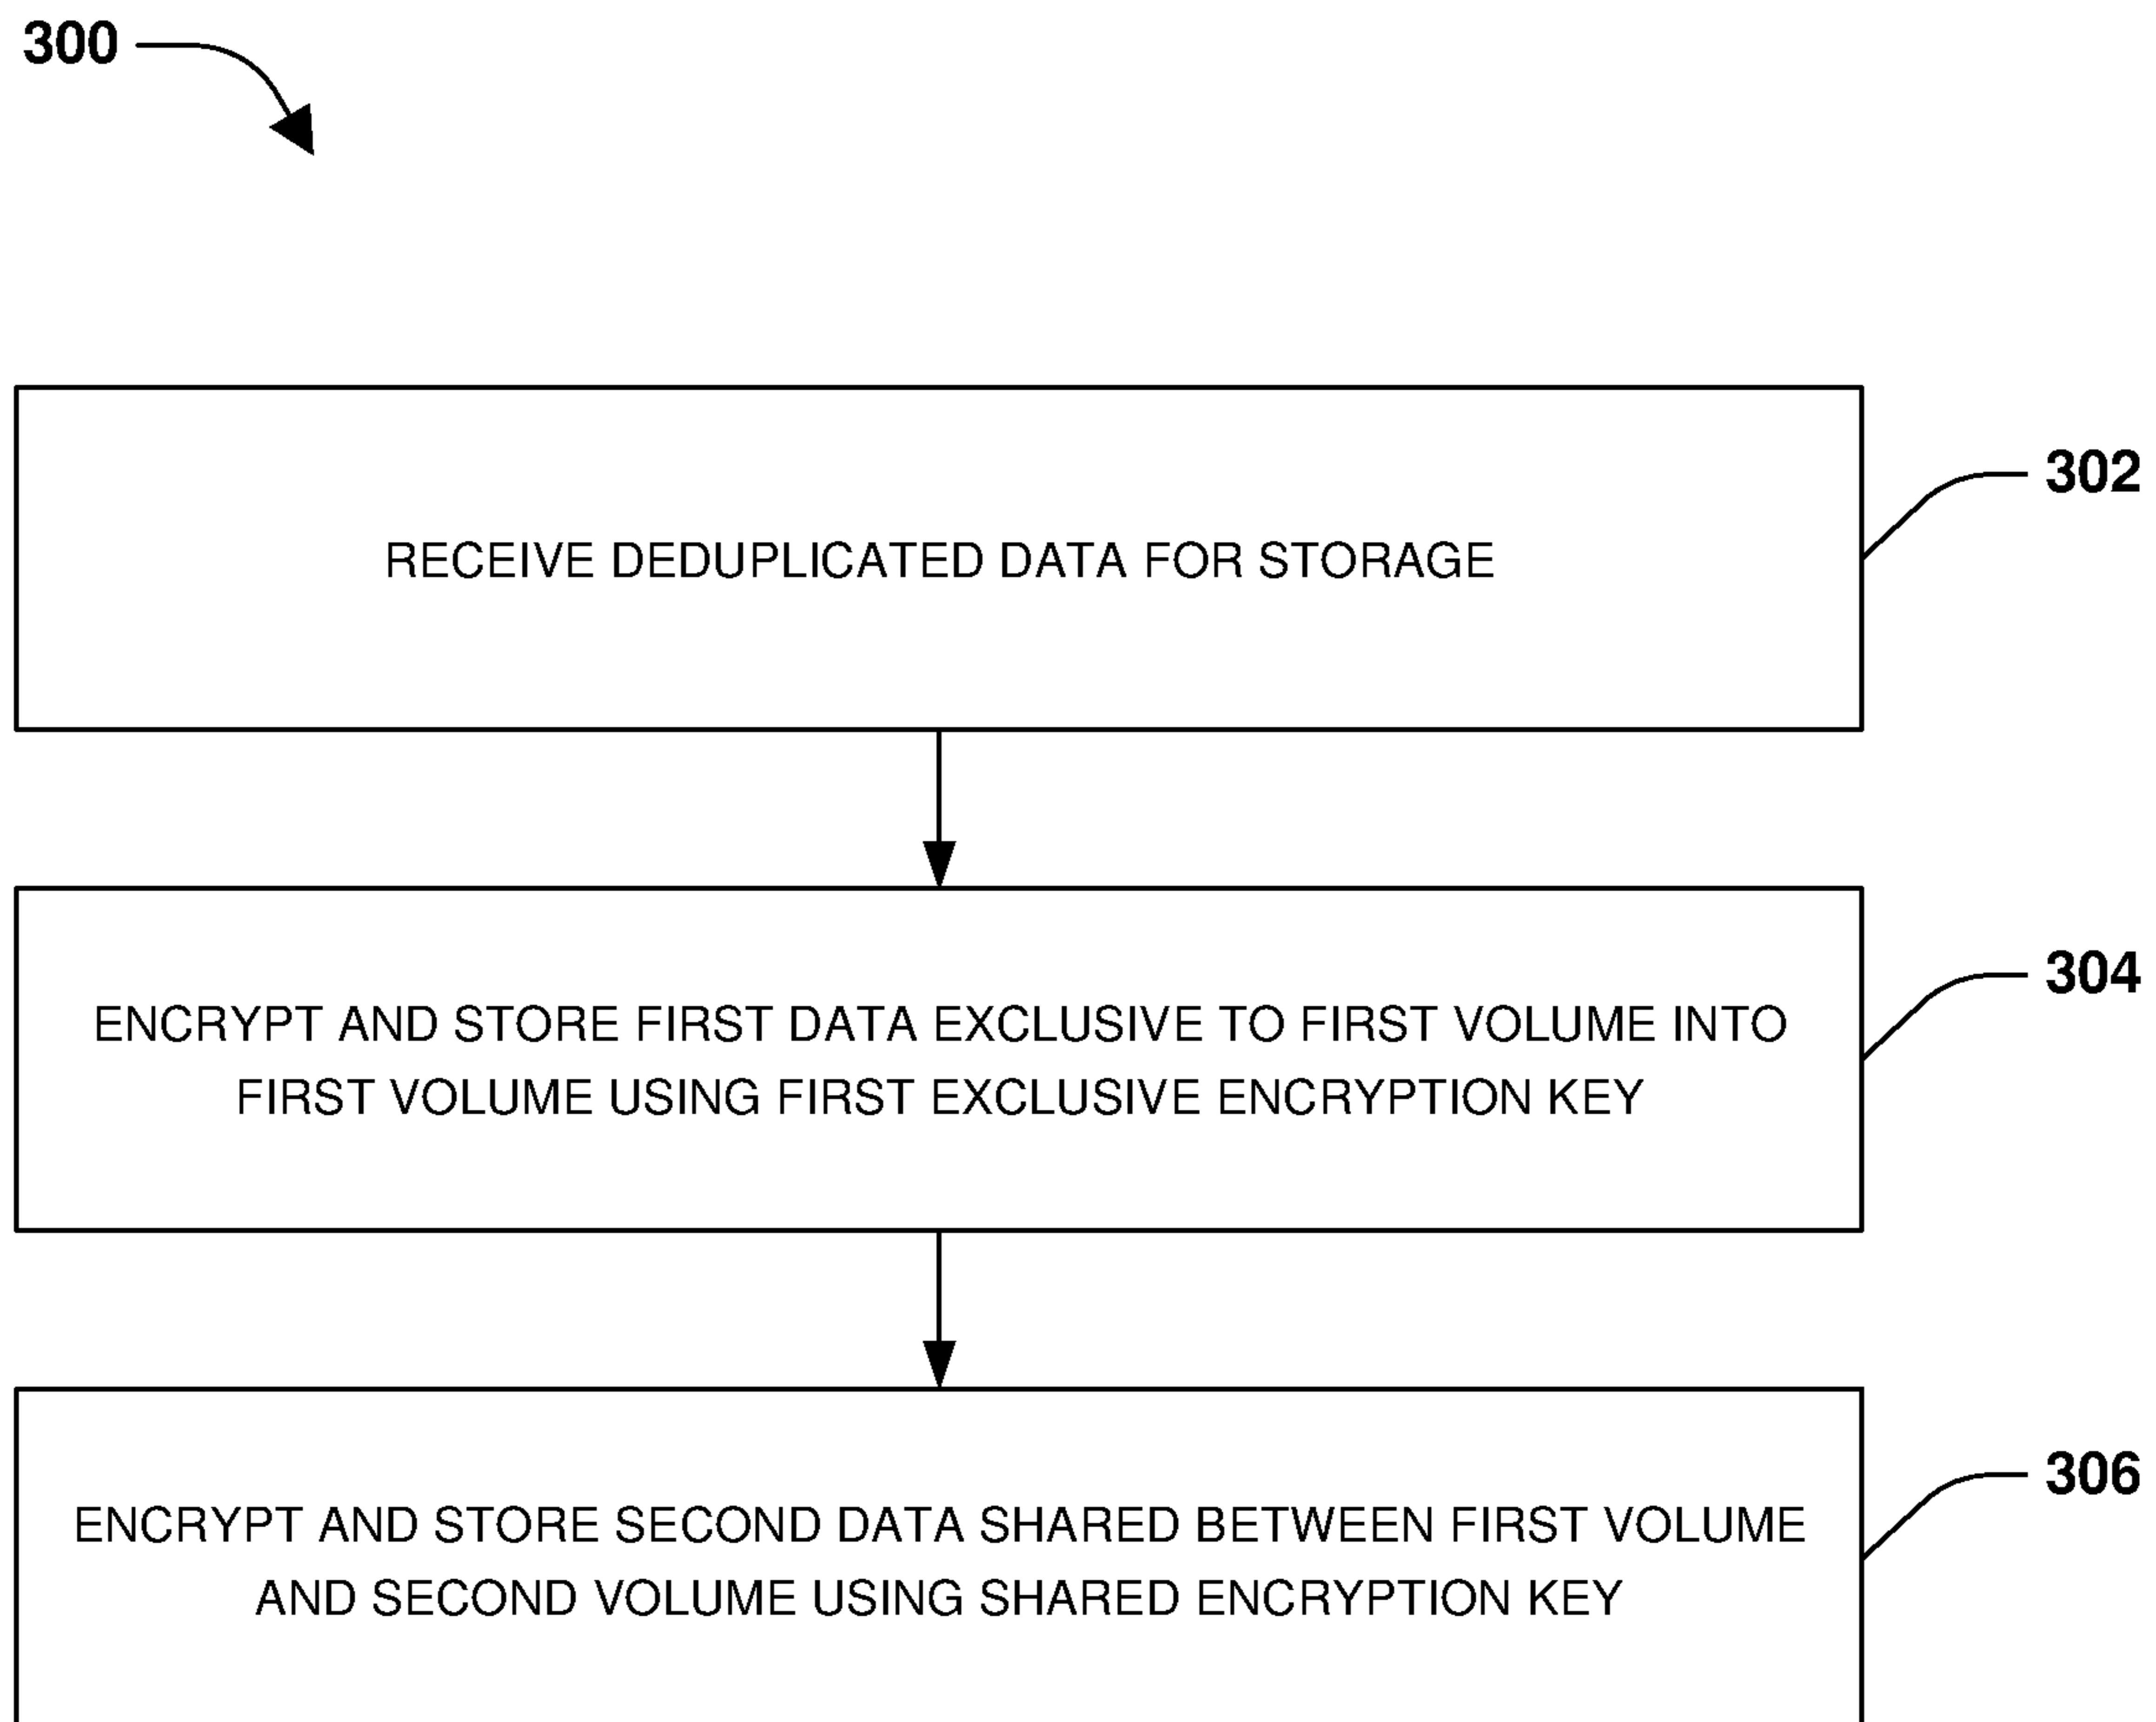 300
302
RECEIVE DEDUPLICATED DATA FOR STORAGE
304
ENCRYPT AND STORE FIRST DATA EXCLUSIVE TO FIRST VOLUME INTO
FIRST VOLUME USING FIRST EXCLUSIVE ENCRYPTION KEY
306
ENCRYPT AND STORE SECOND DATA SHARED BETWEEN FIRST VOLUME
AND SECOND VOLUME USING SHARED ENCRYPTION KEY